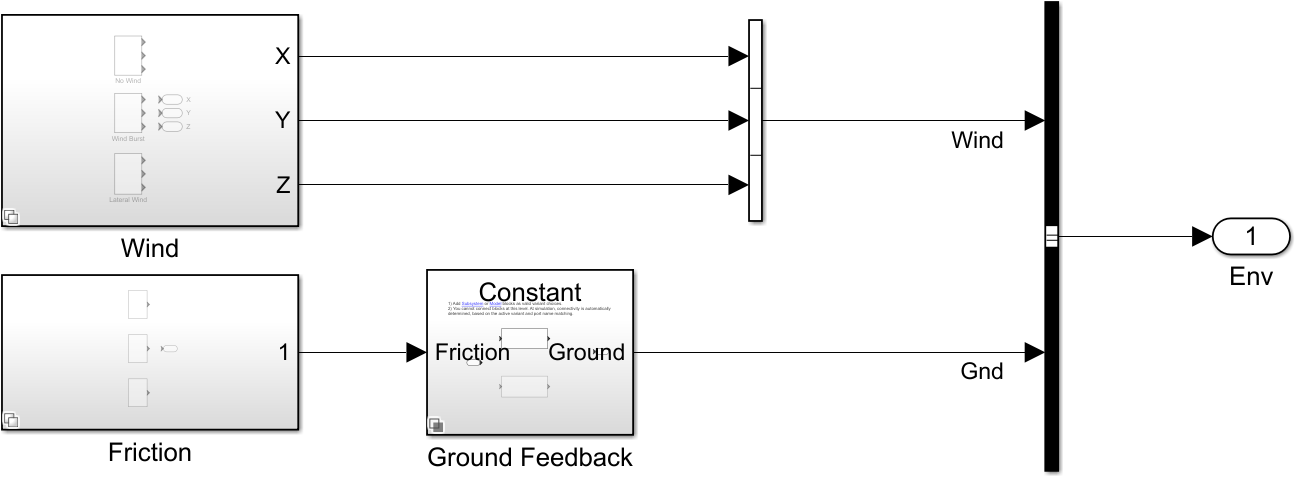 X
No Wind
Y
X
Y
Z
Wind Burst
Z
Lateral Wind
Wind
Wind
1
Env
Constant
1) Add Subsystem or Model blocks as valid variant choices.
2) You cannot connect blocks at this level. At simulation, connectivity is automatically
determined, based on the active variant and port name matching.
1
Friction
Ground
Gnd
Friction
Ground Feedback